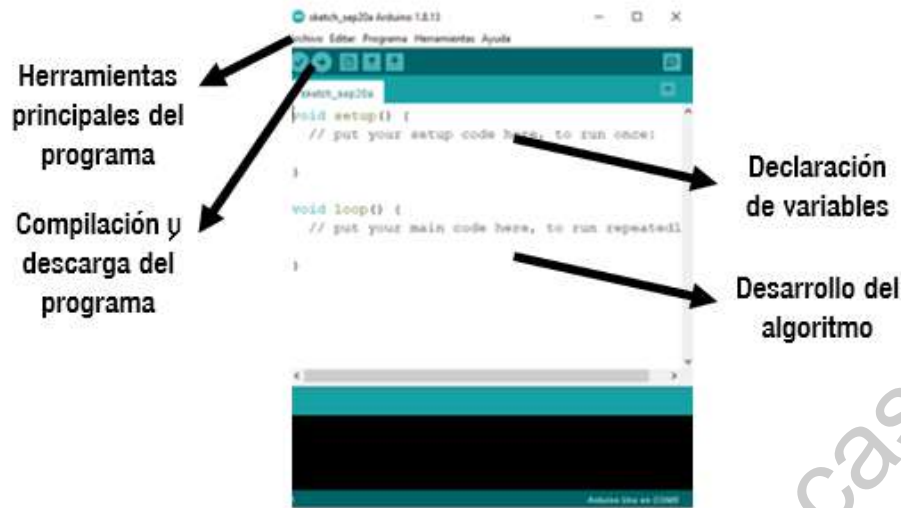 sketch_sep20a Arduino 1.8.13
Archivo Editar Programa Herramientas Ayuda
sketch_sep20a
Herramientas
principales del
programa
void setup() {
// put your setup code here, to run once:
}
Declaración
de variables
void loop() {
// put your main code here, to run repeatedl
}
Compilación y
descarga del
programa
Desarrollo del
algoritmo
Arduino Uno en
cas